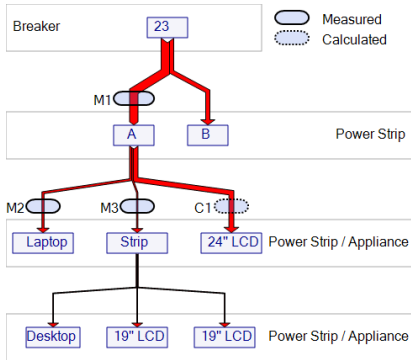 Breaker
23
Measured
Calculated
M1
A
B
Power Strip
M2
M3
C1
Laptop
Strip
24" LCD
Power Strip / Appliance
Desktop
19" LCD
19" LCD
Power Strip / Appliance